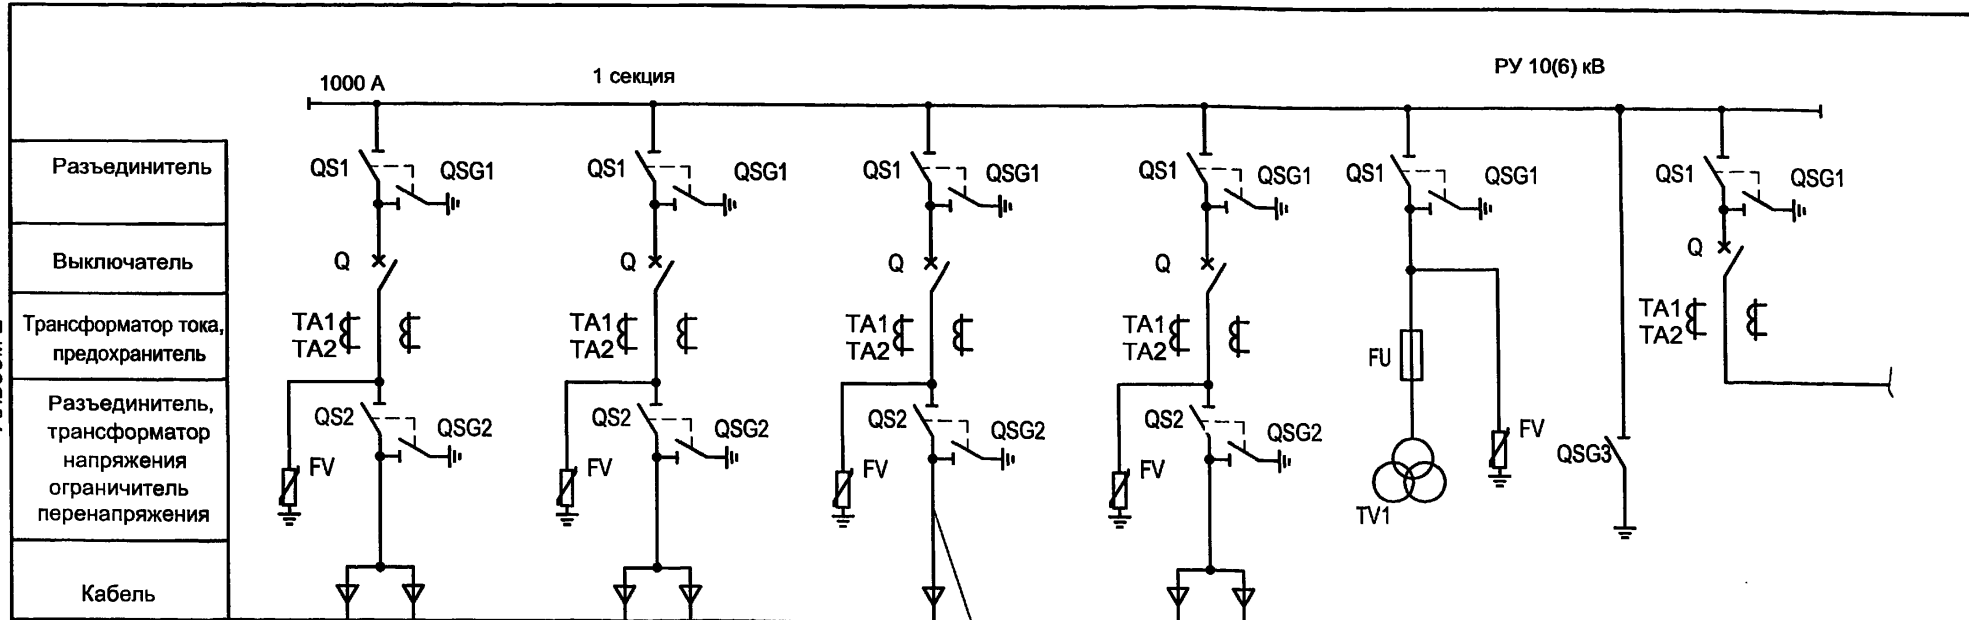 1000 А
1 секция
РУ 10(6) кВ
Разъединитель
QS1
QSG1
QS1
QSG1
QS1
QSG1
QS1
QSG1
QS1
QSG1
QS1
QSG1
Выключатель
Q
Q
Q
Q
Q
Трансформатор тока,
предохранитель
TA1
TA2
TA1
TA2
TA1
TA2
TA1
TA2
FU
TA1
TA2
Разъединитель,
трансформатор
напряжения
ограничитель
перенапряжения
QS2
QSG2
FV
QS2
QSG2
FV
QS2
QSG2
FV
QS2
QSG2
FV
TV1
FV
QSG3
Кабель